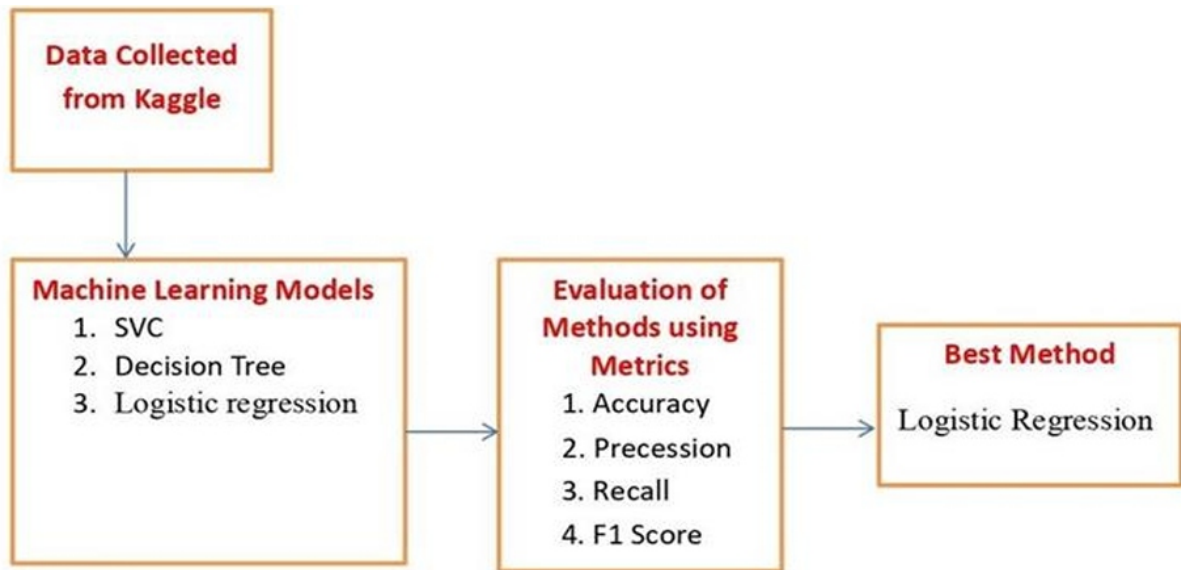 Data Collected
from Kaggle
Machine Learning Models
1. SVC
2. Decision Tree
3. Logistic regression
Evaluation of
Methods using
Metrics
1. Accuracy
2. Precession
3. Recall
4. F1 Score
Best Method
Logistic Regression